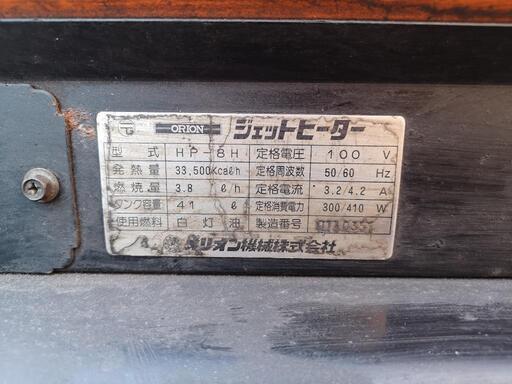 ORION ジェットヒーター
型式 HP-8H 定格電圧 100 V
発熱量 33,500Kcal/h 定格周波数 50/60 Hz
燃焼量 3.8 ℓ/h 定格電流 3.2/4.2 A
タンク容量 41 ℓ 定格消費電力 300/410 W
使用燃料 白灯油 製造番号
オリオン機械株式会社